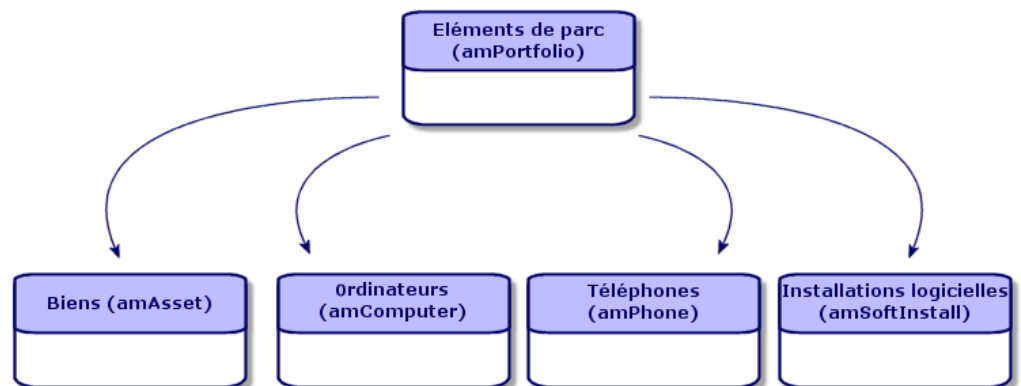 Eléments de parc
(amPortfolio)
Biens (amAsset)
0rdinateurs
(amComputer)
Téléphones
(amPhone)
Installations logicielles
(amSoftInstall)